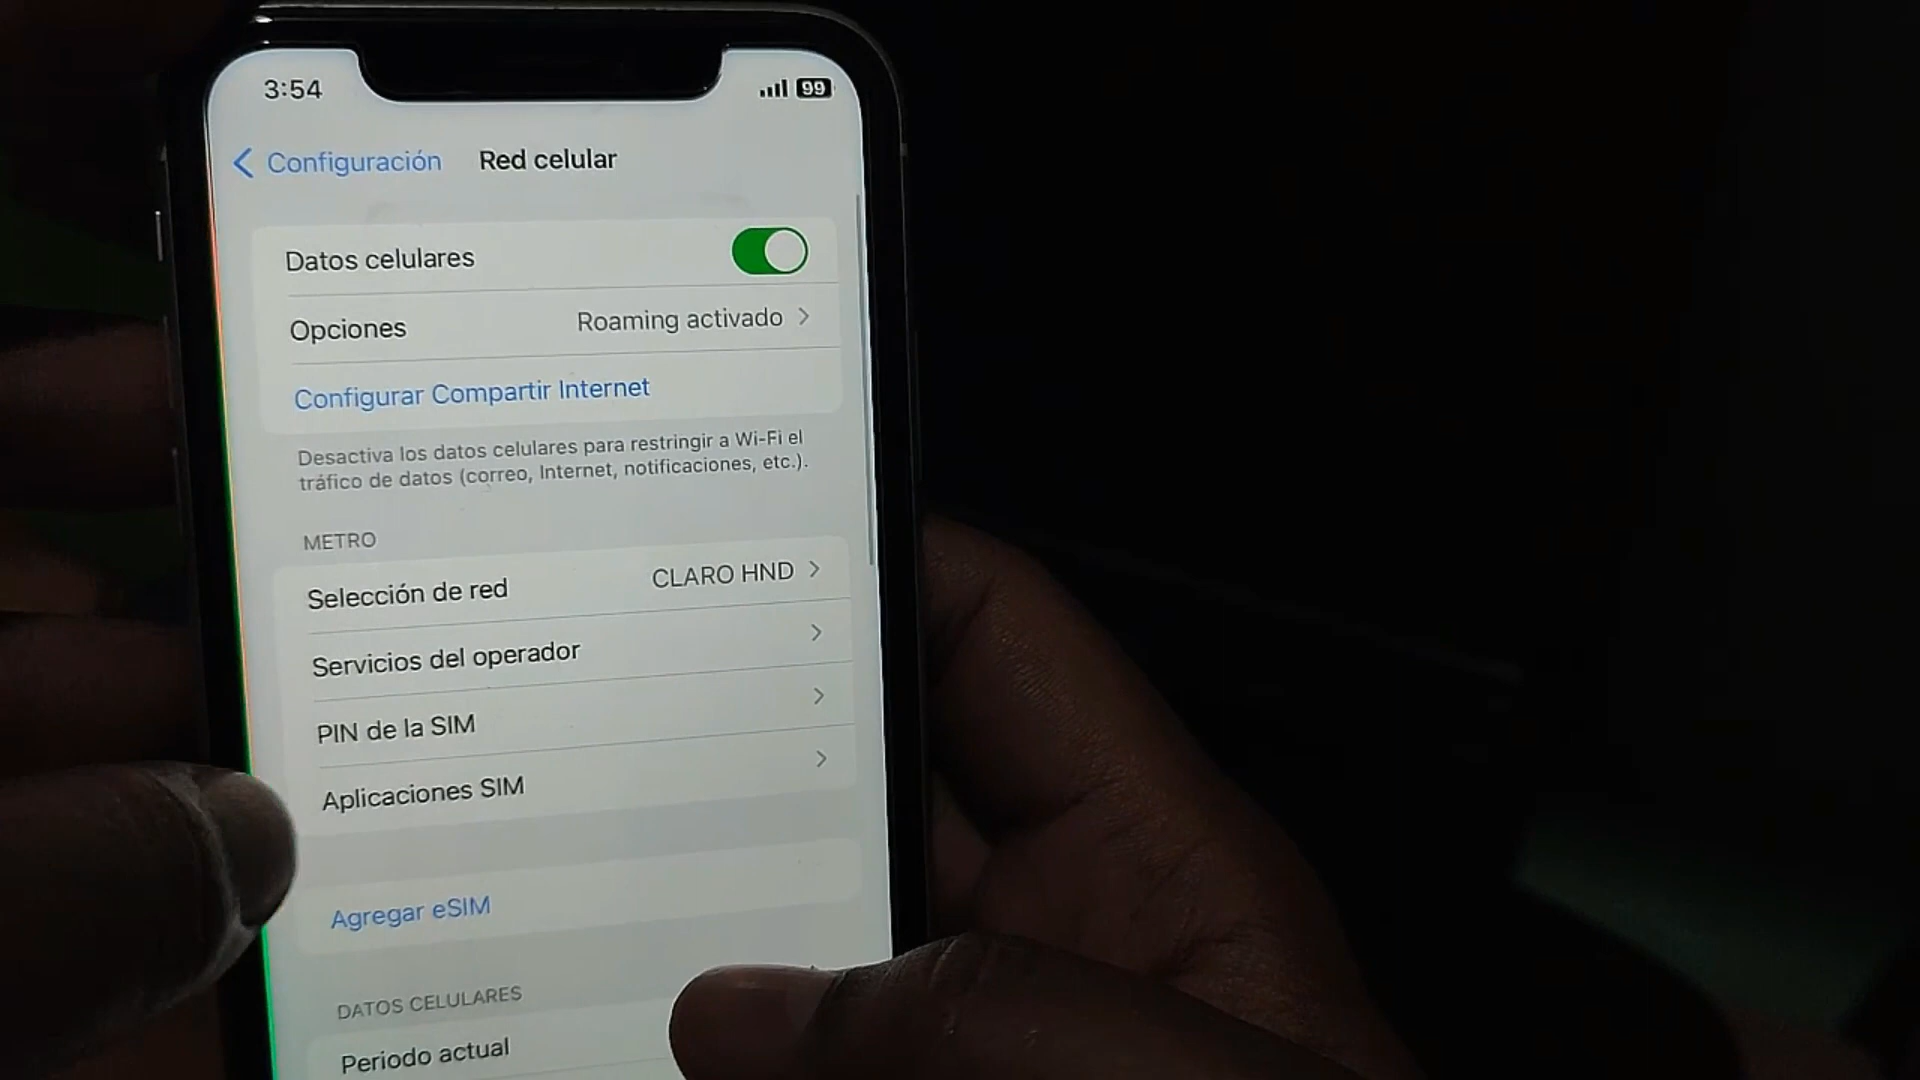 3:54 99
Configuración Red celular
Datos celulares
Opciones Roaming activado
Configurar Compartir Internet
Desactiva los datos celulares para restringir a Wi-Fi el
tráfico de datos (correo, Internet, notificaciones, etc.).
METRO
Selección de red CLARO HND
Servicios del operador
PIN de la SIM
Aplicaciones SIM
Agregar eSIM
DATOS CELULARES
Periodo actual